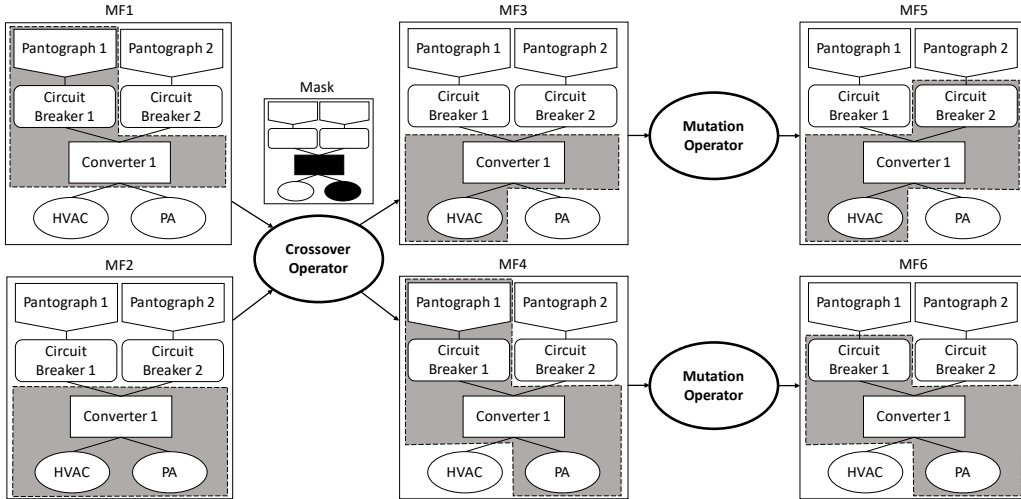 MF1
Pantograph 1
Pantograph 2
Circuit
Breaker 1
Circuit
Breaker 2
Converter 1
HVAC
PA
MF2
Pantograph 1
Pantograph 2
Circuit
Breaker 1
Circuit
Breaker 2
Converter 1
HVAC
PA
Mask
Crossover
Operator
MF3
Pantograph 1
Pantograph 2
Circuit
Breaker 1
Circuit
Breaker 2
Converter 1
HVAC
PA
MF4
Pantograph 1
Pantograph 2
Circuit
Breaker 1
Circuit
Breaker 2
Converter 1
HVAC
PA
Mutation
Operator
Mutation
Operator
MF5
Pantograph 1
Pantograph 2
Circuit
Breaker 1
Circuit
Breaker 2
Converter 1
HVAC
PA
MF6
Pantograph 1
Pantograph 2
Circuit
Breaker 1
Circuit
Breaker 2
Converter 1
HVAC
PA